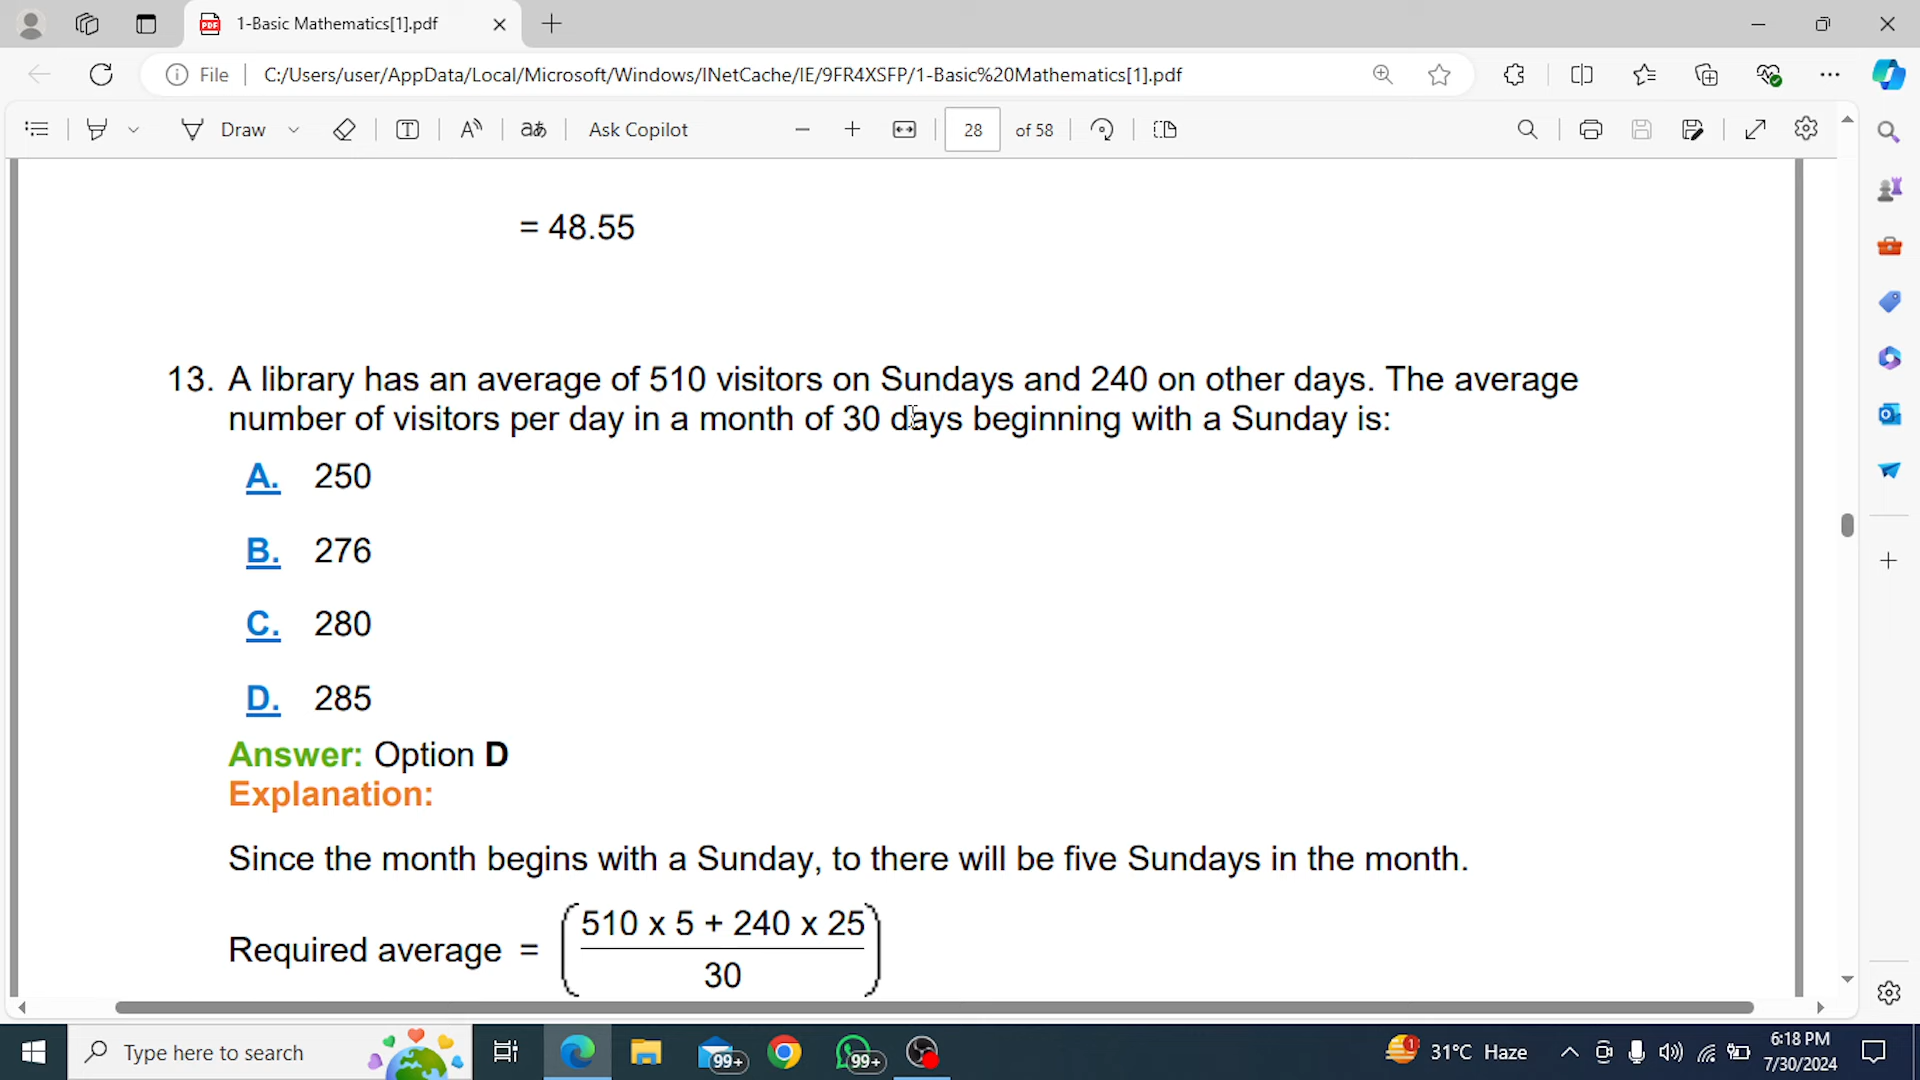 1-Basic Mathematics[1].pdf
File
C:/Users/user/AppData/Local/Microsoft/Windows/INetCache/IE/9FR4XSFP/1-Basic%20Mathematics[1].pdf
Draw
Ask Copilot
28
of 58
= 48.55
13. A library has an average of 510 visitors on Sundays and 240 on other days. The average
number of visitors per day in a month of 30 days beginning with a Sunday is:
A. 250
B. 276
C. 280
D. 285
Answer: Option D
Explanation:
Since the month begins with a Sunday, to there will be five Sundays in the month.
510 x 5 + 240 x 25
Required average =
30
Type here to search
99+
99+
1
31°C Haze
6:18 PM
7/30/2024